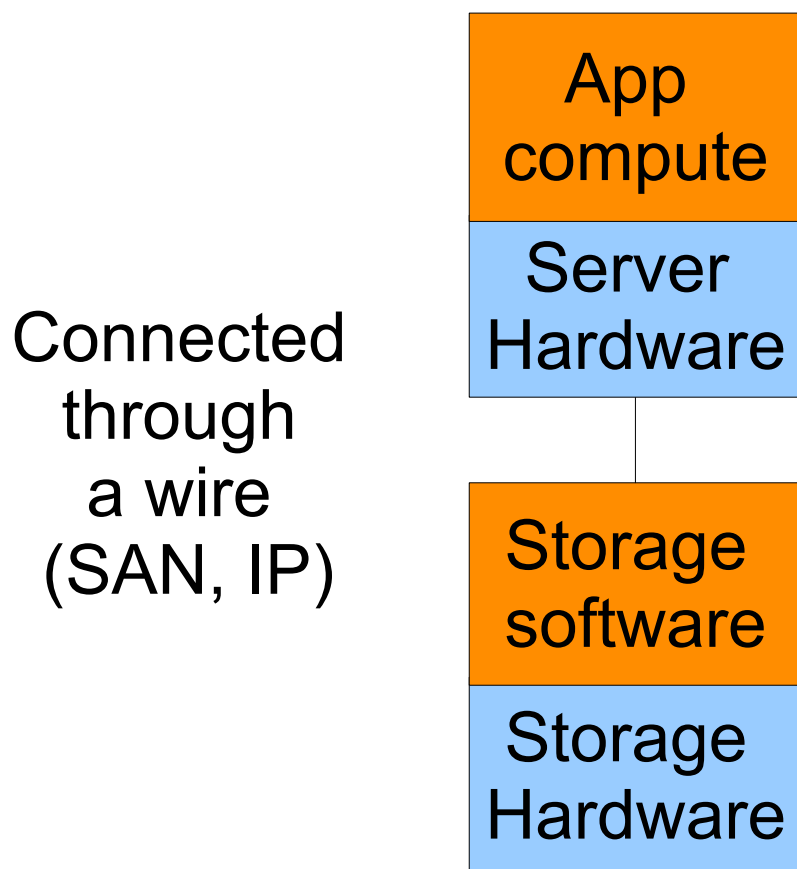 App
compute
Server
Hardware
Connected
through
a wire
(SAN, IP)
Storage
software
Storage
Hardware